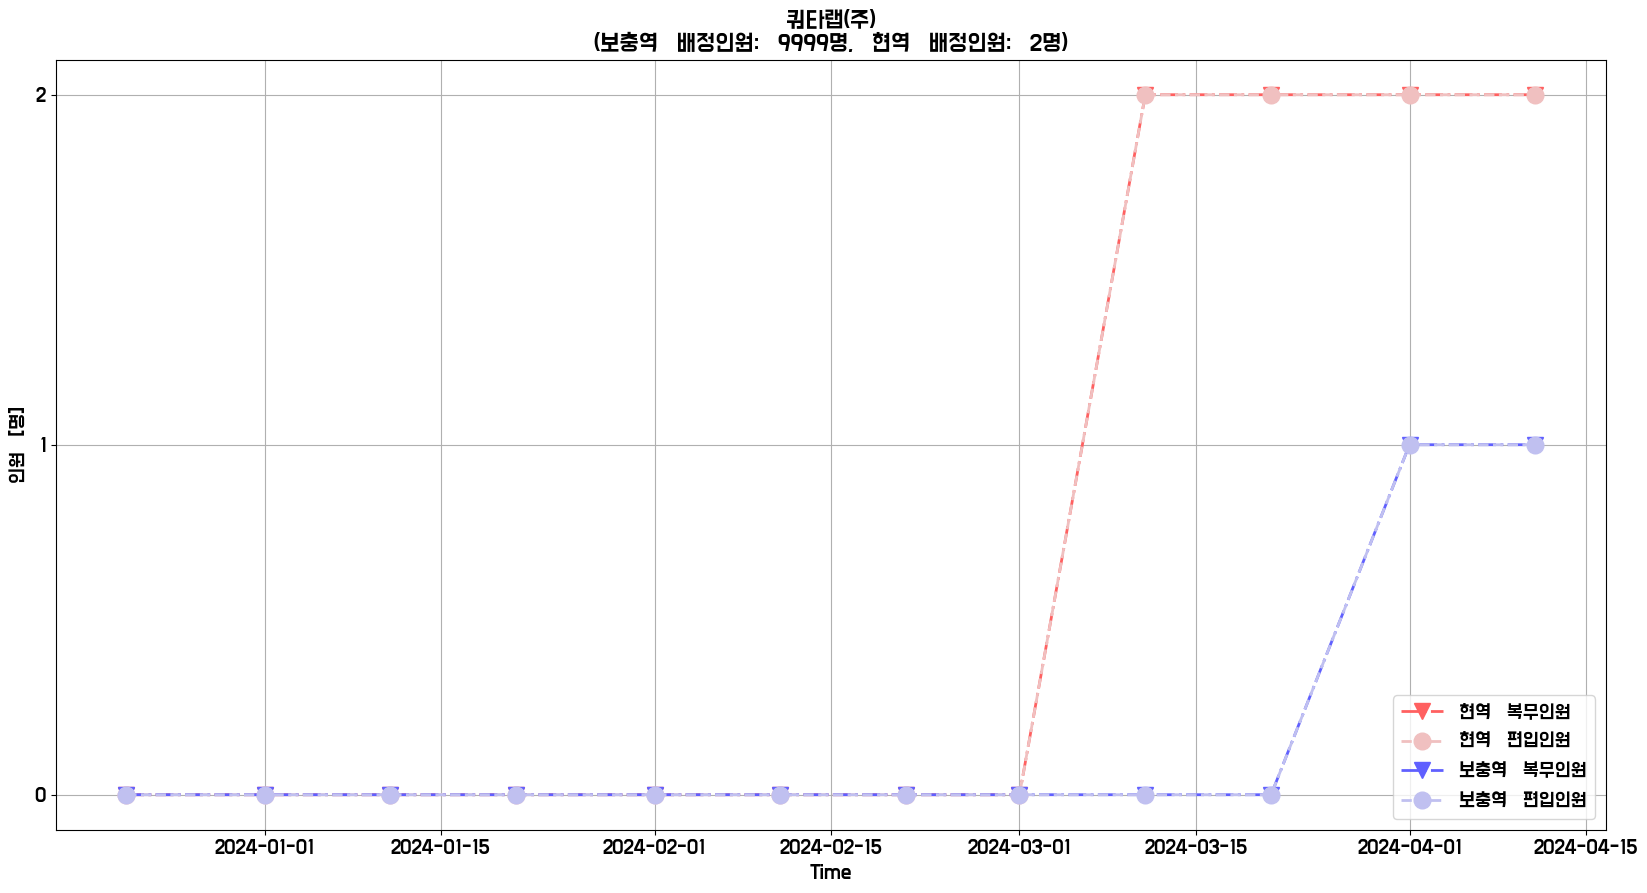 쿼타랩(주)
(보충역 배정인원: 9999명, 현역 배정인원: 2명)
인원 [명]
2
1
0
현역 복무인원
현역 편입인원
보충역 복무인원
보충역 편입인원
2024-01-01 2024-01-15 2024-02-01 2024-02-15 2024-03-01 2024-03-15 2024-04-01 2024-04-15
Time